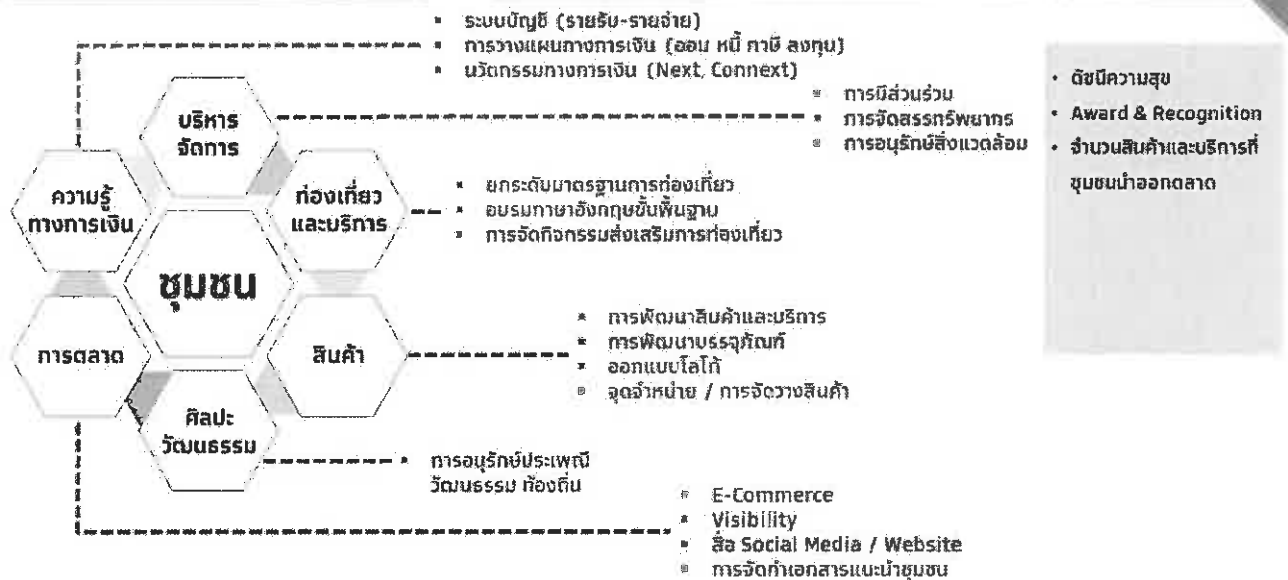 ระบบบัญชี (รายรับ-รายจ่าย)
การวางแผนทางการเงิน (ออม หนี้ ภาษี ลงทุน)
นวัตกรรมทางการเงิน (Next, Connext)
บริหาร
จัดการ
การมีส่วนร่วม
การจัดสรรทรัพยากร
การอนุรักษ์สิ่งแวดล้อม
ดัชนีความสุข
Award & Recognition
จำนวนสินค้าและบริการที่
ชุมชนนำออกตลาด
ความรู้
ทางการเงิน
ท่องเที่ยว
และบริการ
ยกระดับมาตรฐานการท่องเที่ยว
อบรมภาษาอังกฤษขั้นพื้นฐาน
การจัดกิจกรรมส่งเสริมการท่องเที่ยว
ชุมชน
การตลาด
สินค้า
การพัฒนาสินค้าและบริการ
การพัฒนาบรรจุภัณฑ์
ออกแบบโลโก้
จุดจำหน่าย / การจัดวางสินค้า
ศิลปะ
วัฒนธรรม
การอนุรักษ์ประเพณี
วัฒนธรรม ท้องถิ่น
E-Commerce
Visibility
สื่อ Social Media / Website
การจัดทำเอกสารแนะนำชุมชน